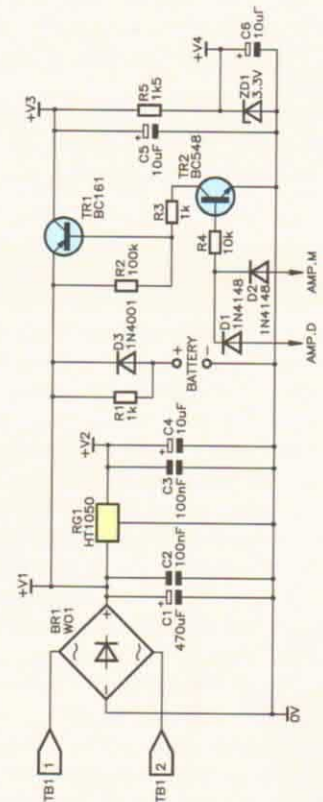 TB1
1
TB1
2
BR1
WO1
+V1
C1
+
470uF
C2
100nF
RG1
HT1050
+V2
C3
100nF
C4
+
10uF
0V
R1
1k
D3
1N4001
+
BATTERY
-
R2
100k
TR1
BC161
R3
1k
TR2
BC548
R4
10k
D1
1N4148
D2
1N4148
AMP.D
AMP.M
+V3
C5
+
10uF
R5
1k5
+V4
ZD1
3.3V
C6
+
10uF